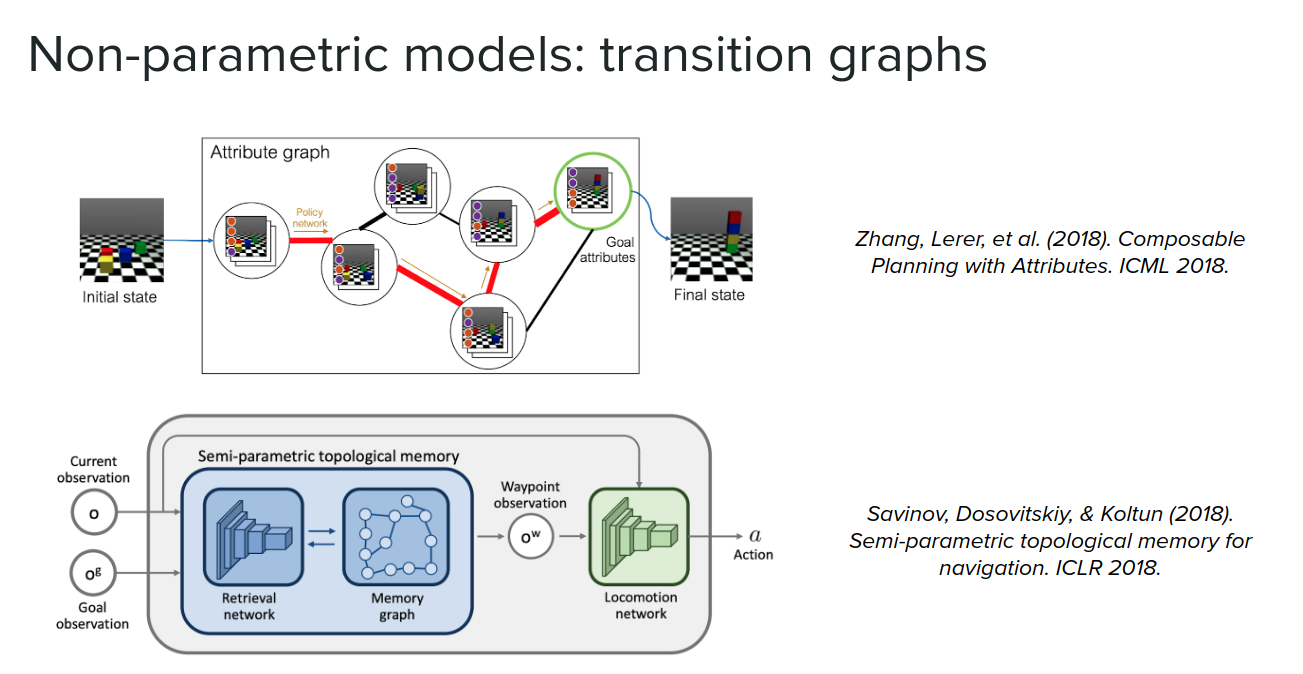 Non-parametric models: transition graphs
Attribute graph
Policy
network
Goal
attributes
Initial state
Final state
Zhang, Lerer, et al. (2018). Composable
Planning with Attributes. ICML 2018.
Semi-parametric topological memory
Current
observation
o
oᵍ
Goal
observation
Retrieval
network
Memory
graph
Waypoint
observation
oʷ
Locomotion
network
a
Action
Savinov, Dosovitskiy, & Koltun (2018).
Semi-parametric topological memory for
navigation. ICLR 2018.